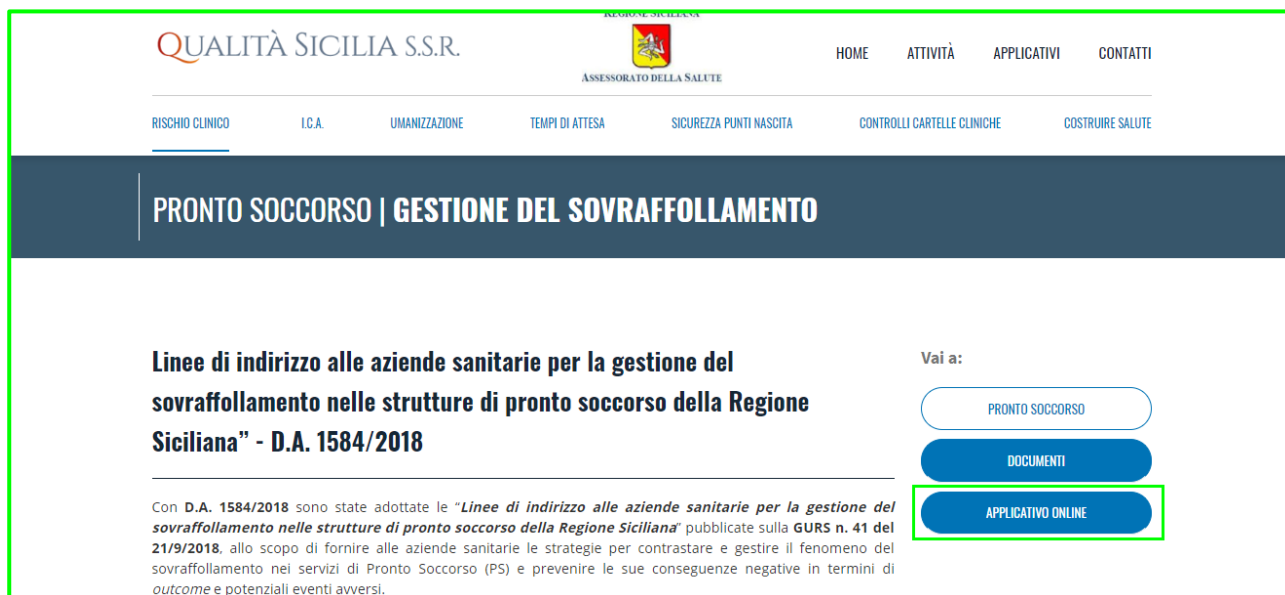 REGIONE SICILIANA
QUALITÀ SICILIA S.S.R.
ASSESSORATO DELLA SALUTE
HOME ATTIVITÀ APPLICATIVI CONTATTI
RISCHIO CLINICO I.C.A. UMANIZZAZIONE TEMPI DI ATTESA SICUREZZA PUNTI NASCITA CONTROLLI CARTELLE CLINICHE COSTRUIRE SALUTE
PRONTO SOCCORSO | GESTIONE DEL SOVRAFFOLLAMENTO
Linee di indirizzo alle aziende sanitarie per la gestione del
sovraffollamento nelle strutture di pronto soccorso della Regione
Siciliana” - D.A. 1584/2018
Con D.A. 1584/2018 sono state adottate le “Linee di indirizzo alle aziende sanitarie per la gestione del
sovraffollamento nelle strutture di pronto soccorso della Regione Siciliana” pubblicate sulla GURS n. 41 del
21/9/2018, allo scopo di fornire alle aziende sanitarie le strategie per contrastare e gestire il fenomeno del
sovraffollamento nei servizi di Pronto Soccorso (PS) e prevenire le sue conseguenze negative in termini di
outcome e potenziali eventi avversi.
Vai a:
PRONTO SOCCORSO
DOCUMENTI
APPLICATIVO ONLINE